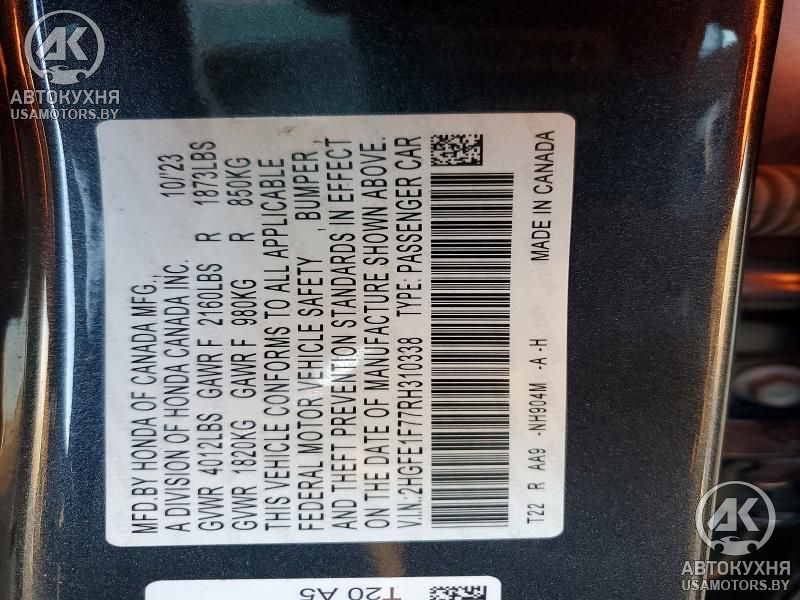 АК
АВТОКУХНЯ
USAMOTORS.BY
MFD.BY HONDA OF CANADA MFG., 10/'23
A DIVISION OF HONDA CANADA INC.
GVWR 4012LBS GAWR F 2160LBS R 1873LBS
GVWR 1820KG GAWR F 980KG R 850KG
THIS VEHICLE CONFORMS TO ALL APPLICABLE
FEDERAL MOTOR VEHICLE SAFETY , BUMPER ,
AND THEFT PREVENTION STANDARDS IN EFFECT
ON THE DATE OF MANUFACTURE SHOWN ABOVE.
V.I.N:2HGFE1F77RH310338 TYPE: PASSENGER CAR
T22 R AA9 -NH904M -A -H MADE IN CANADA
T20 A5
АК
АВТОКУХНЯ
USAMOTORS.BY